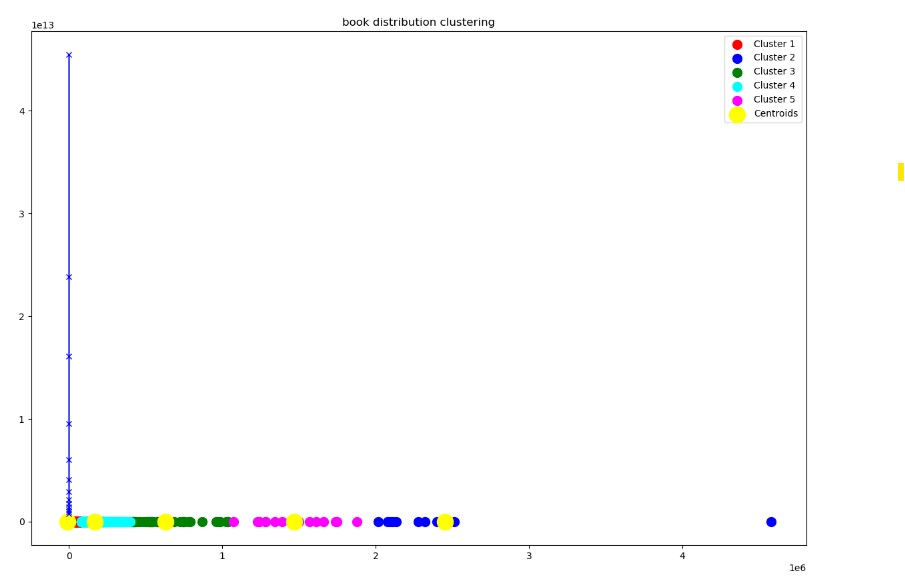 book distribution clustering
1e13
Cluster 1
Cluster 2
Cluster 3
Cluster 4
Cluster 5
Centroids
4
3
2
1
0
0
1
2
3
4
1e6